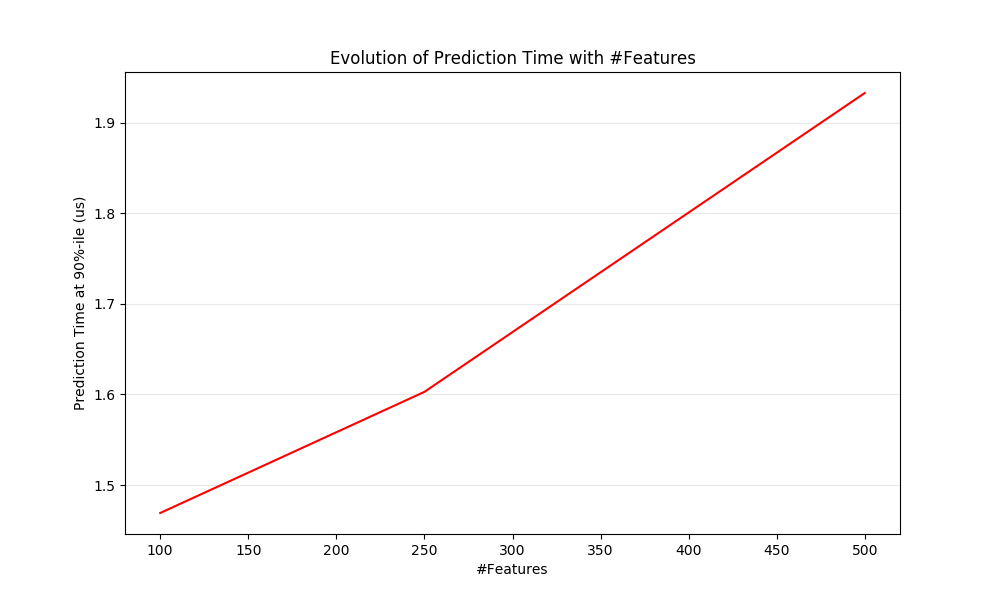 Evolution of Prediction Time with #Features
Prediction Time at 90%-ile (us)
1.9
1.8
1.7
1.6
1.5
100 150 200 250 300 350 400 450 500
#Features